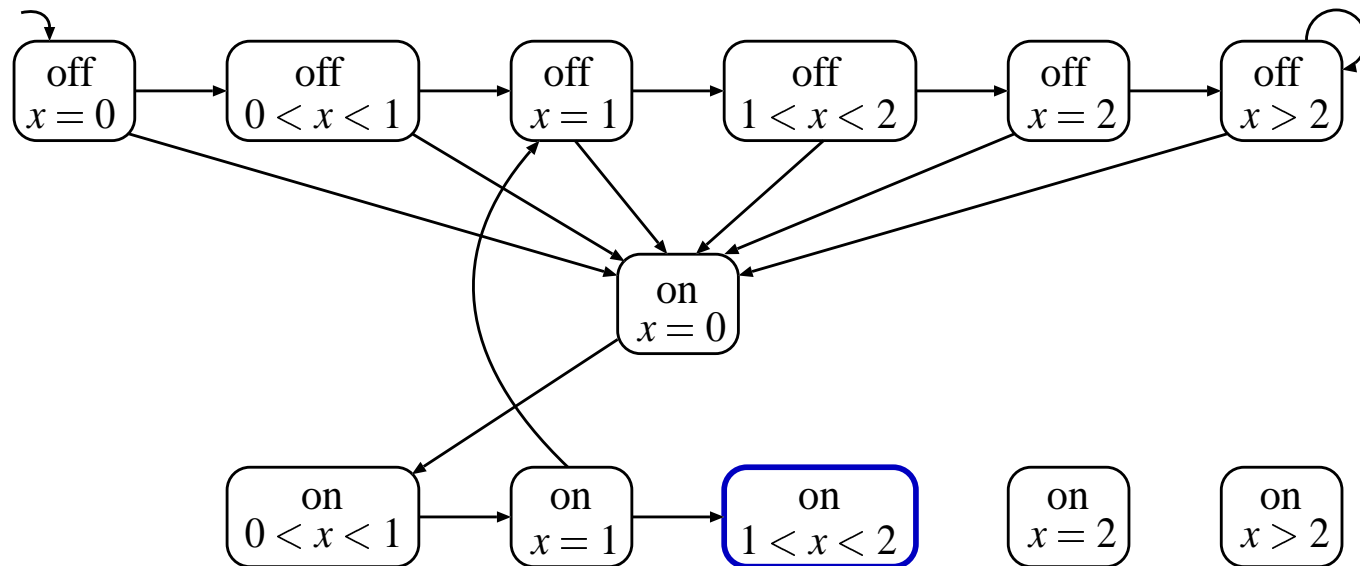 off
x = 0
off
0 < x < 1
off
x = 1
off
1 < x < 2
off
x = 2
off
x > 2
on
x = 0
on
0 < x < 1
on
x = 1
on
1 < x < 2
on
x = 2
on
x > 2